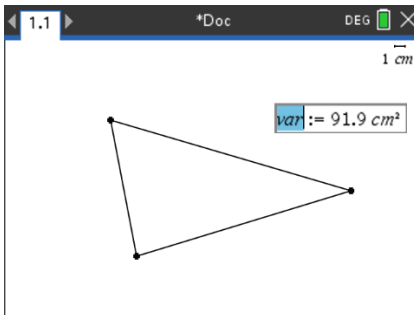 1.1 *Doc DEG
1 cm
var := 91.9 cm²